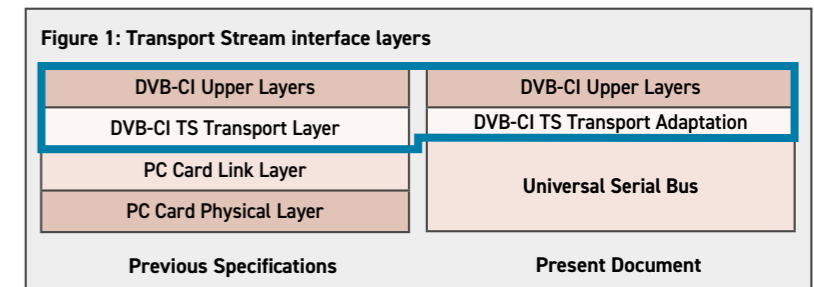 Figure 1: Transport Stream interface layers
DVB-CI Upper Layers
DVB-CI TS Transport Layer
PC Card Link Layer
PC Card Physical Layer
Previous Specifications
DVB-CI Upper Layers
DVB-CI TS Transport Adaptation
Universal Serial Bus
Present Document